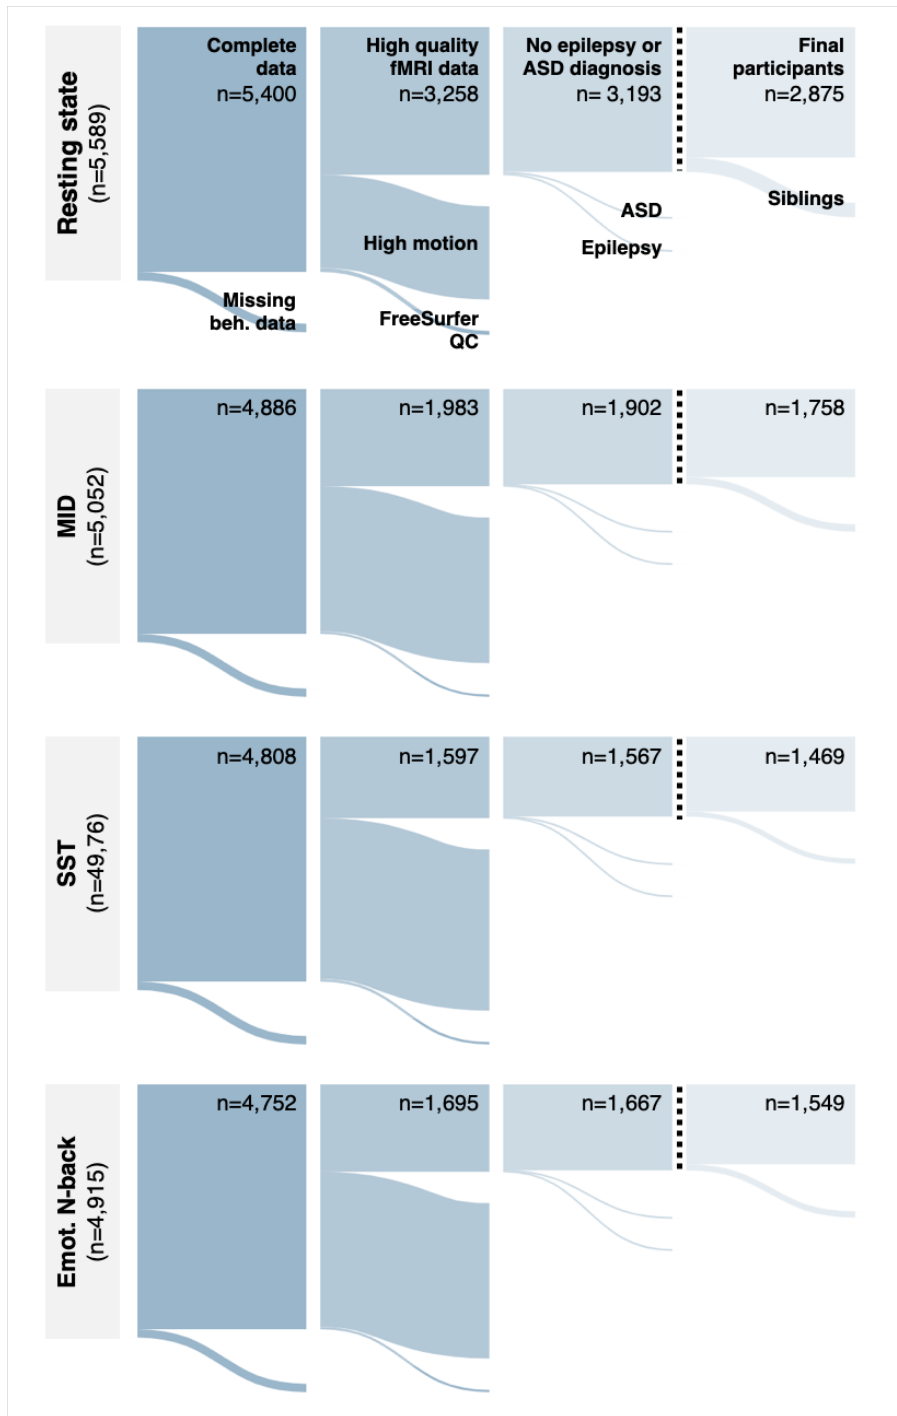 Resting state
(n=5,589)
Complete
data
n=5,400
High quality
fMRI data
n=3,258
No epilepsy or
ASD diagnosis
n= 3,193
Final
participants
n=2,875
Missing
beh. data
High motion
FreeSurfer
QC
ASD
Epilepsy
Siblings
MID
(n=5,052)
n=4,886
n=1,983
n=1,902
n=1,758
SST
(n=49,76)
n=4,808
n=1,597
n=1,567
n=1,469
Emot. N-back
(n=4,915)
n=4,752
n=1,695
n=1,667
n=1,549